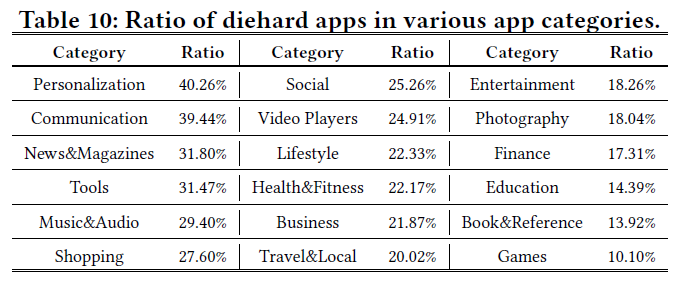 Table 10: Ratio of diehard apps in various app categories.
Category Ratio Category Ratio Category Ratio
Personalization 40.26% Social 25.26% Entertainment 18.26%
Communication 39.44% Video Players 24.91% Photography 18.04%
News&Magazines 31.80% Lifestyle 22.33% Finance 17.31%
Tools 31.47% Health&Fitness 22.17% Education 14.39%
Music&Audio 29.40% Business 21.87% Book&Reference 13.92%
Shopping 27.60% Travel&Local 20.02% Games 10.10%